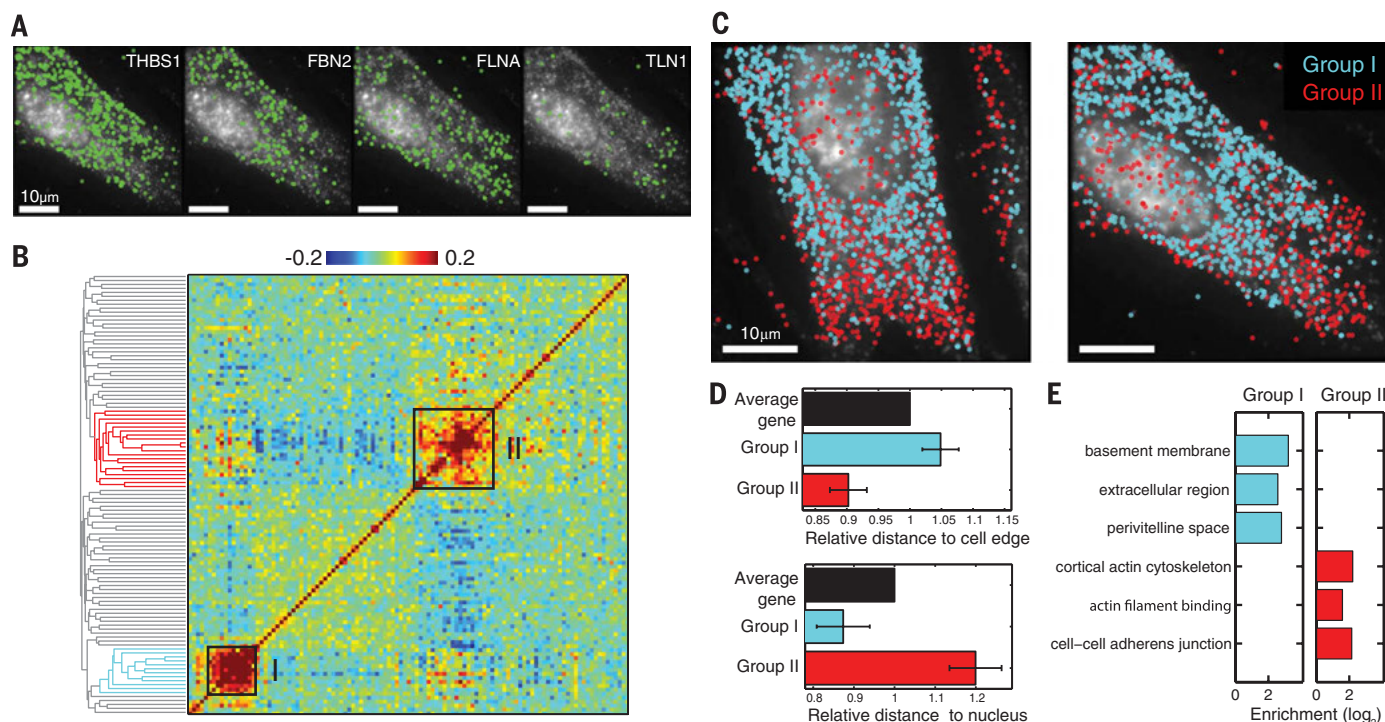 A
THBS1
FBN2
FLNA
TLN1
10μm
B
-0.2
0.2
II
I
C
Group I
Group II
10μm
D
Average
gene
Group I
Group II
0.85 0.9 0.95 1 1.05 1.1 1.15
Relative distance to cell edge
Average
gene
Group I
Group II
0.8 0.9 1 1.1 1.2
Relative distance to nucleus
E
Group I Group II
basement membrane
extracellular region
perivitelline space
cortical actin cytoskeleton
actin filament binding
cell–cell adherens junction
0 2 0 2
Enrichment